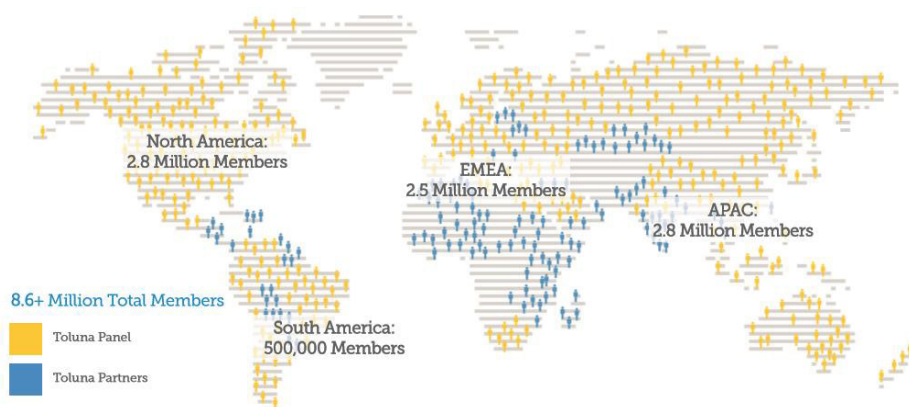 North America:
2.8 Million Members
EMEA:
2.5 Million Members
APAC:
2.8 Million Members
8.6+ Million Total Members
Toluna Panel
South America:
500,000 Members
Toluna Partners